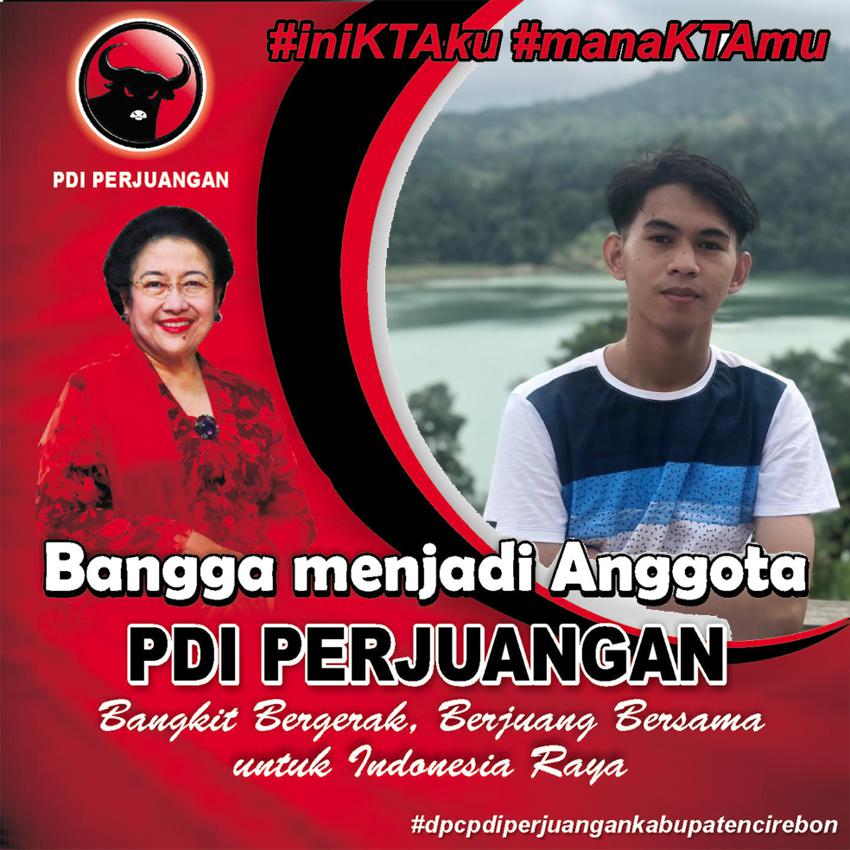 #iniKTAku #manaKTAmu
PDI PERJUANGAN
Bangga menjadi Anggota
PDI PERJUANGAN
Bangkit Bergerak, Berjuang Bersama
untuk Indonesia Raya
#dpcpdiperjuangankabupatencirebon